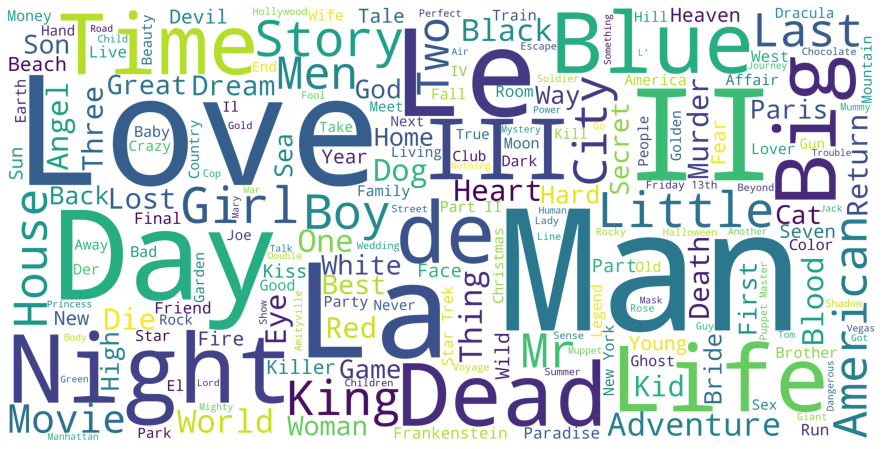 Money
Hand
Road
Child
Beauty
Live
Devil
Hollywood
Wife
Tale
Perfect
Train
Hill
Heaven
Dracula
Son
Beach
Time
Story
Men
End
God
IV
Fall
Meet
Two
Black
Air
Escape
Soldier
Room
Way
Something
Blue
L'
Journey
West
America
Affair
Last
Chocolate
Mountain
Earth
Angel
Three
Great
Dream
Fool
Il
Gold
Love
Le
III
City
II
Big
Sun
Baby
Crazy
Country
Cop
Sea
Year
Take
Next
Home
Living
Dog
Family
True
Moon
Club
Dark
Mystery
Nothing
Power
Kill
Go
Secret
People
Golden
Murder
Fear
Lover
Paris
Gun
Trouble
Mummy
Return
House
Back
Lost
Final
Away
Bad
Der
Girl
War
Mary
Joe
Garden
Boy
Street
Part II
Heart
Hard
Friday 13th
Beyond
Little
Jack
Cat
Seven
Color
American
Day
Talk
Double
Wedding
One
Kiss
Good
White
Best
Face
de
Christmas
Human
Lady
Line
Rocky
Halloween
Another
Man
Part
Old
Death
First
Blood
Princess
New
Die
Friend
Rock
Star
Fire
Show
Eye
Amityville
Party
Never
Red
La
Star Trek
Thing
Legend
Mask
Rose
Guy
Puppet Master
Tom
Shadow
Vegas
Got
Body
Green
Night
High
El
Lord
Killer
Game
Children
Voyage
Wild
Mr
Sense
Muppet
Summer
New York
Young
Ghost
Kid
Bride
Life
Brother
Sex
Giant
Dangerous
Run
Movie
Manhattan
Park
Mighty
World
Woman
King
Frankenstein
Dead
Paradise
Adventure